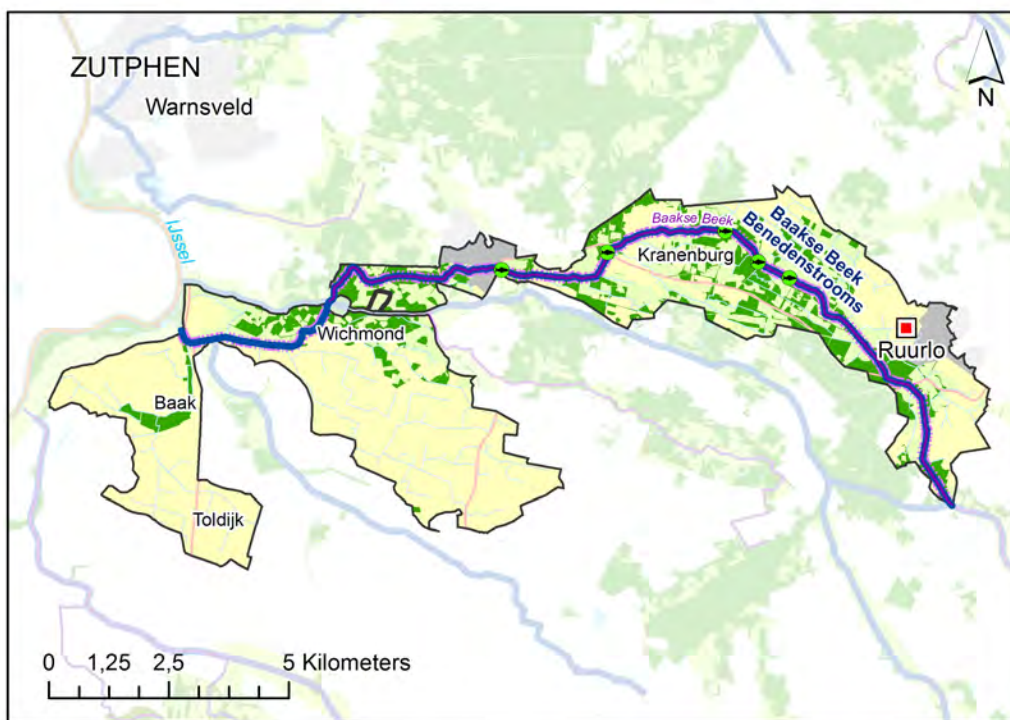 ZUTPHEN
Warnsveld
N
IJssel
Baakse Beek
Baakse Beek
Benedenstrooms
Kranenburg
Wichmond
Ruurlo
Baak
Toldijk
0 1,25 2,5 5 Kilometers